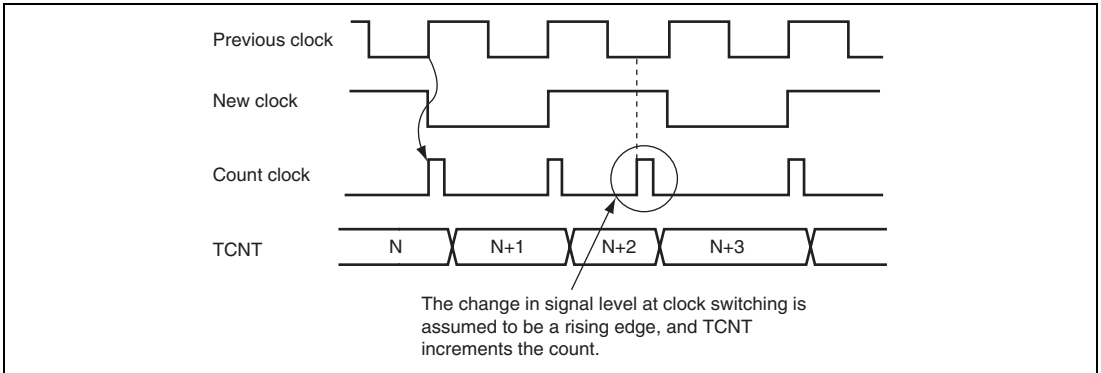 Previous clock
New clock
Count clock
TCNT N N+1 N+2 N+3
The change in signal level at clock switching is
assumed to be a rising edge, and TCNT
increments the count.